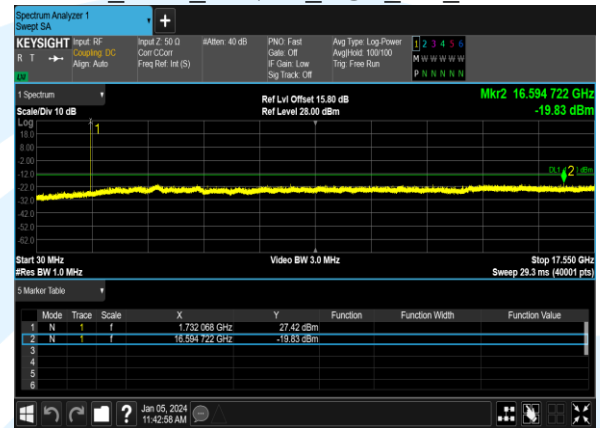 Spectrum Analyzer 1
Swept SA
+
KEYSIGHT Input: RF Input Z: 50 Ω #Atten: 40 dB PNO: Fast Avg Type: Log-Power 1 2 3 4 5 6
R T Coupling: DC Corr CCorr Gate: Off Avg|Hold: 100/100 M W W W W W
Align: Auto Freq Ref: Int (S) IF Gain: Low Trig: Free Run
Sig Track: Off P N N N N N
1 Spectrum Ref Lvl Offset 15.80 dB Mkr2 16.594 722 GHz
Scale/Div 10 dB Ref Level 28.00 dBm -19.83 dBm
Log
1
18.0
8.00
-2.00
-12.0 DL1 2 dBm
-22.0
-32.0
-42.0
-52.0
-62.0
Start 30 MHz Video BW 3.0 MHz Stop 17.550 GHz
#Res BW 1.0 MHz Sweep 29.3 ms (40001 pts)
5 Marker Table
Mode Trace Scale X Y Function Function Width Function Value
1 N 1 f 1.732 068 GHz 27.42 dBm
2 N 1 f 16.594 722 GHz -19.83 dBm
3
4
5
6
? Jan 05, 2024
11:42:58 AM